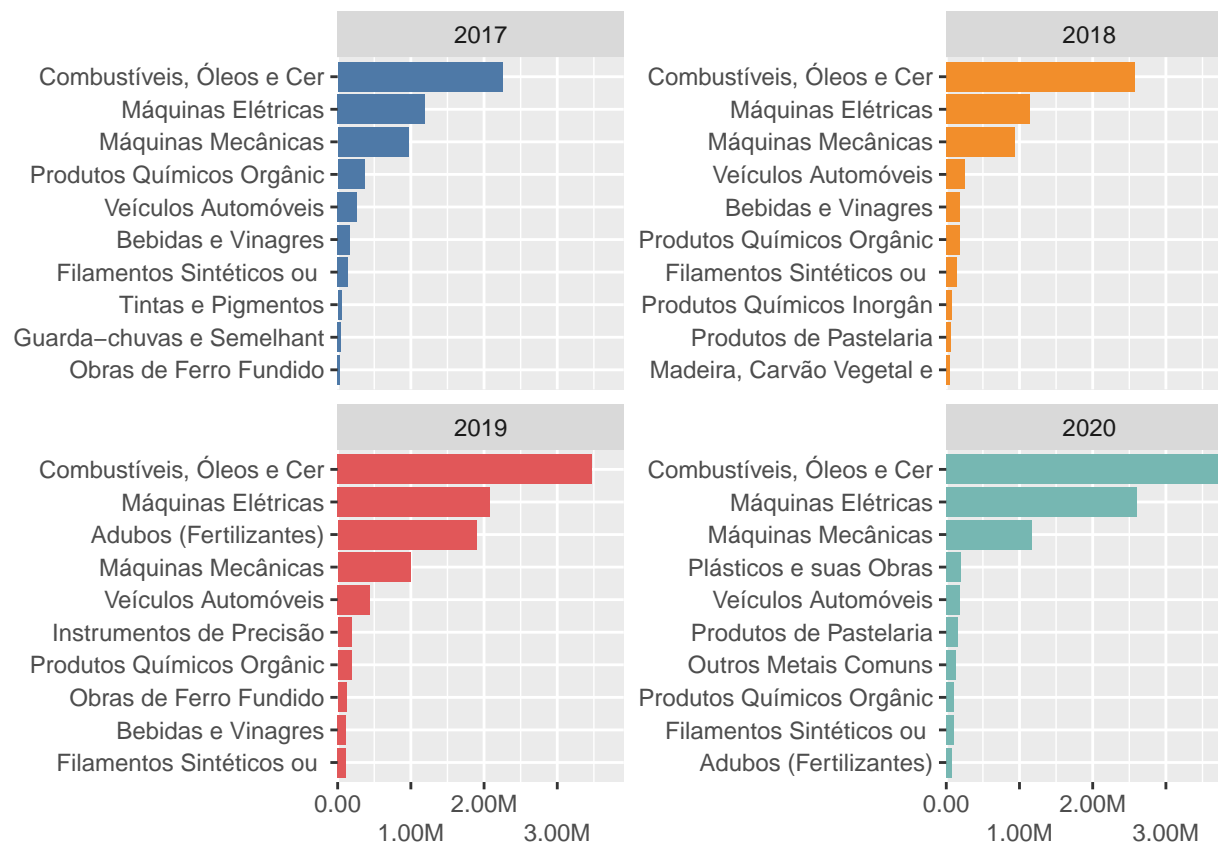 2017
Combustíveis, Óleos e Cer
Máquinas Elétricas
Máquinas Mecânicas
Produtos Químicos Orgânic
Veículos Automóveis
Bebidas e Vinagres
Filamentos Sintéticos ou
Tintas e Pigmentos
Guarda−chuvas e Semelhant
Obras de Ferro Fundido
2018
Combustíveis, Óleos e Cer
Máquinas Elétricas
Máquinas Mecânicas
Veículos Automóveis
Bebidas e Vinagres
Produtos Químicos Orgânic
Filamentos Sintéticos ou
Produtos Químicos Inorgân
Produtos de Pastelaria
Madeira, Carvão Vegetal e
2019
Combustíveis, Óleos e Cer
Máquinas Elétricas
Adubos (Fertilizantes)
Máquinas Mecânicas
Veículos Automóveis
Instrumentos de Precisão
Produtos Químicos Orgânic
Obras de Ferro Fundido
Bebidas e Vinagres
Filamentos Sintéticos ou
0.00 2.00M
1.00M 3.00M
2020
Combustíveis, Óleos e Cer
Máquinas Elétricas
Máquinas Mecânicas
Plásticos e suas Obras
Veículos Automóveis
Produtos de Pastelaria
Outros Metais Comuns
Produtos Químicos Orgânic
Filamentos Sintéticos ou
Adubos (Fertilizantes)
0.00 2.00M
1.00M 3.00M